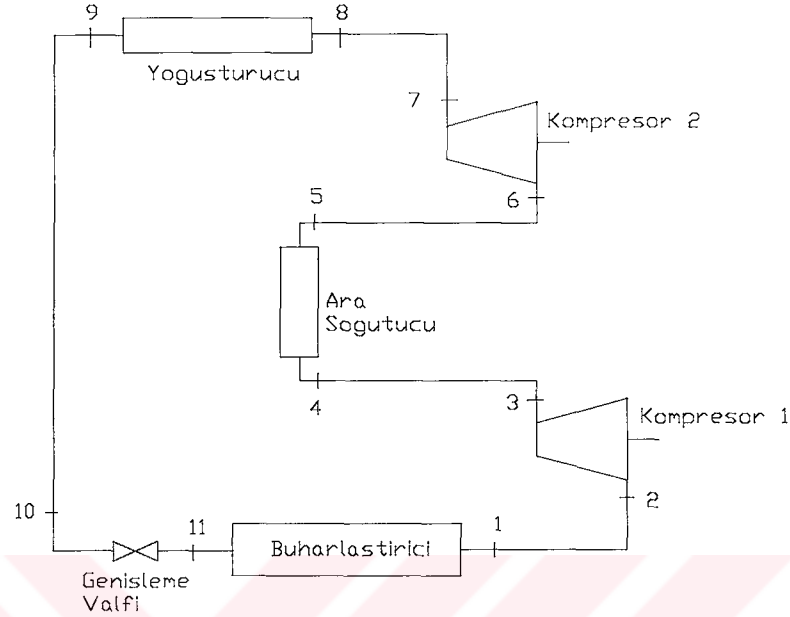 9
8
Yogusturucu
7
Kompresor 2
6
5
Ara
Sogutucu
4
3
Kompresor 1
2
10
11
Buharlastirici
1
Genisleme
Valfi